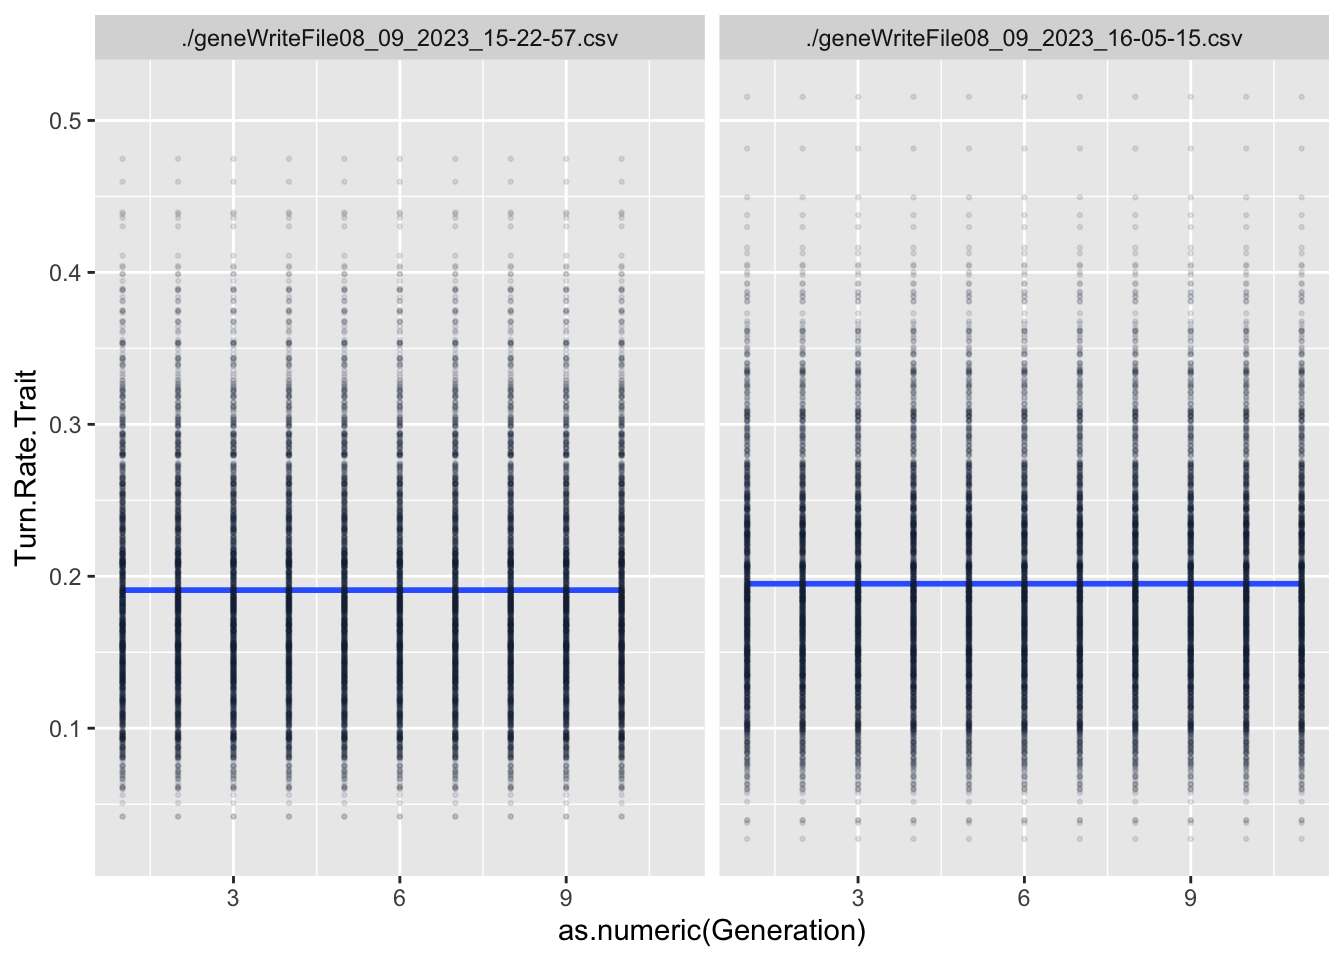 ./geneWriteFile08_09_2023_15-22-57.csv
./geneWriteFile08_09_2023_16-05-15.csv
0.5
0.4
0.3
0.2
0.1
Turn.Rate.Trait
3 6 9 3 6 9
as.numeric(Generation)